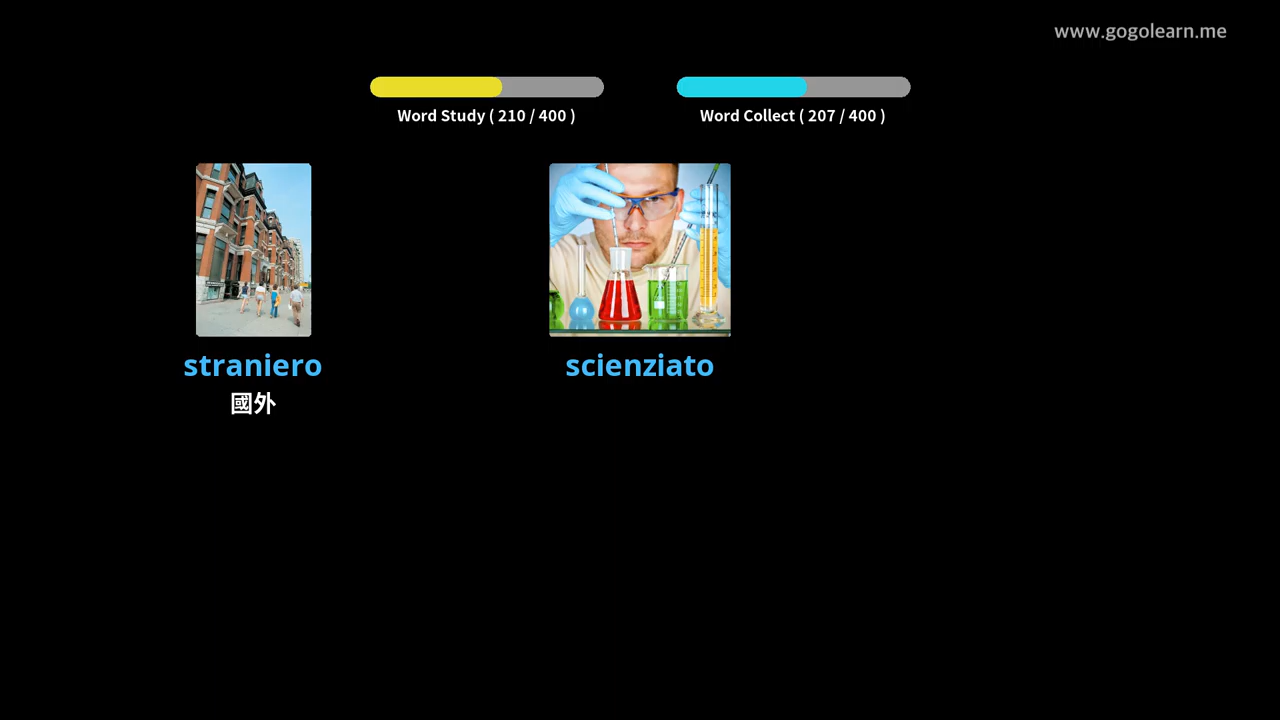 www.gogolearn.me
Word Study ( 210 / 400 )
Word Collect ( 207 / 400 )
straniero
國外
scienziato